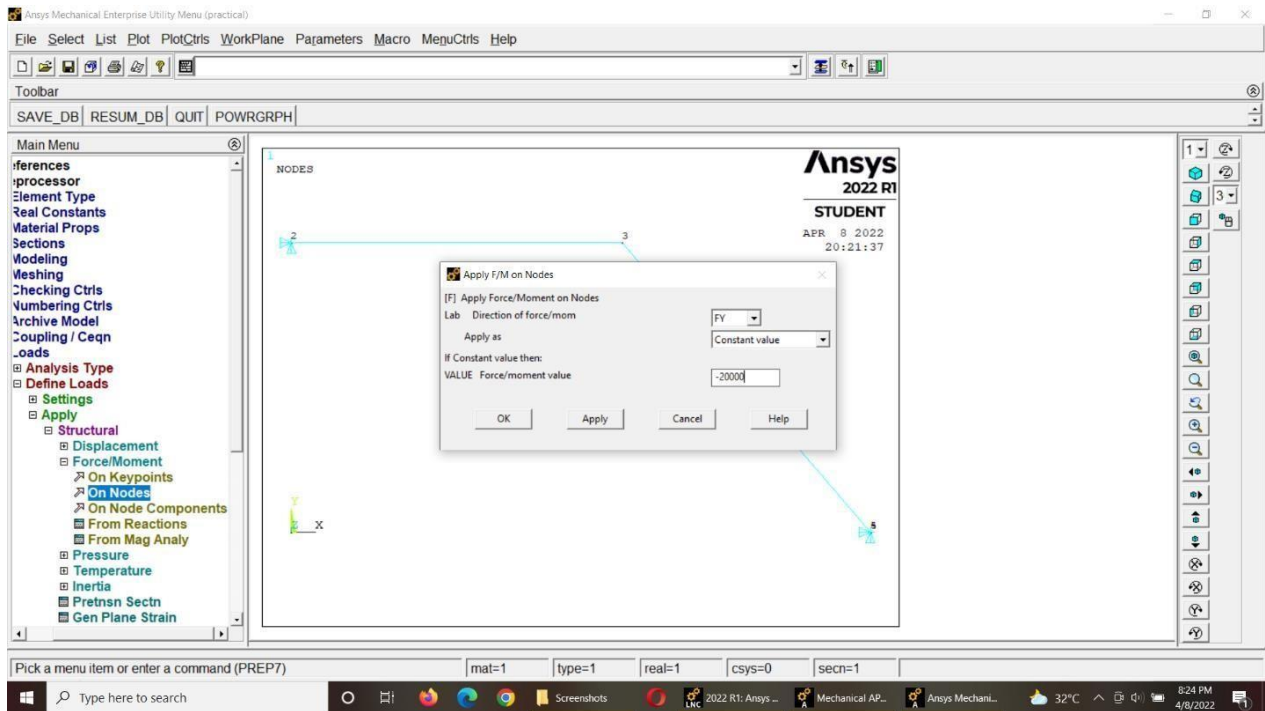 Ansys Mechanical Enterprise Utility Menu (practical)
File Select List Plot PlotCtrls WorkPlane Parameters Macro MenuCtrls Help
Toolbar
SAVE_DB RESUM_DB QUIT POWRGRPH
Main Menu
eferences
eprocessor
Element Type
Real Constants
Material Props
Sections
Modeling
Meshing
Checking Ctrls
Numbering Ctrls
Archive Model
Coupling / Ceqn
Loads
Analysis Type
Define Loads
Settings
Apply
Structural
Displacement
Force/Moment
On Keypoints
On Nodes
On Node Components
From Reactions
From Mag Analy
Pressure
Temperature
Inertia
Pretnsn Sectn
Gen Plane Strain
1
NODES
Ansys
2022 R1
STUDENT
APR 8 2022
20:21:37
2
3
Apply F/M on Nodes
[F] Apply Force/Moment on Nodes
Lab Direction of force/mom FY
Apply as Constant value
If Constant value then:
VALUE Force/moment value -20000
OK Apply Cancel Help
Y
Z X
1
3
Pick a menu item or enter a command (PREP7) mat=1 type=1 real=1 csys=0 secn=1
Type here to search Screenshots 2022 R1: Ansys ... Mechanical AP... Ansys Mechani... 32°C 8:24 PM
4/8/2022